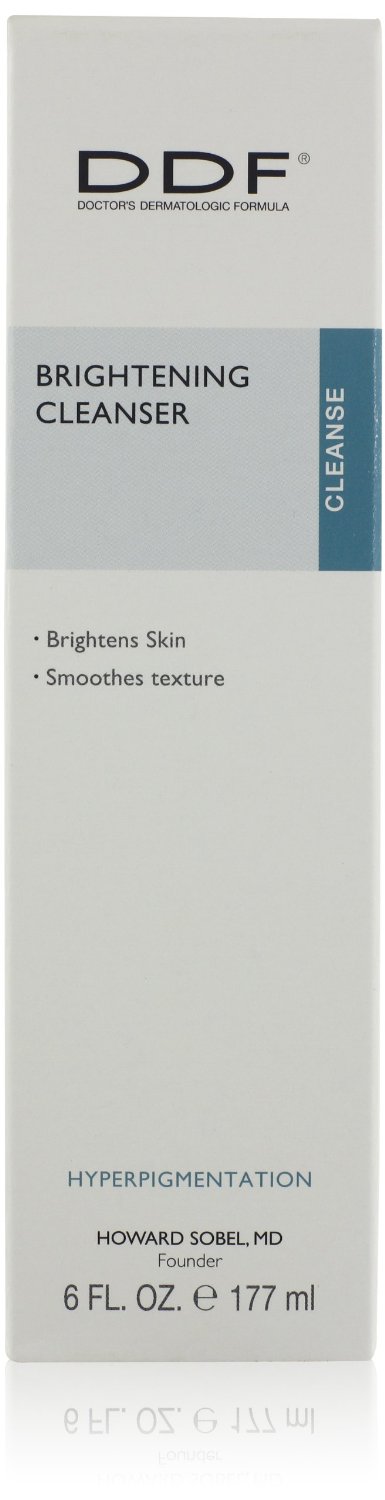 DDF®
DOCTOR'S DERMATOLOGIC FORMULA
BRIGHTENING
CLEANSER
CLEANSE
· Brightens Skin
· Smoothes texture
HYPERPIGMENTATION
HOWARD SOBEL, MD
Founder
6 FL. OZ. ℮ 177 ml